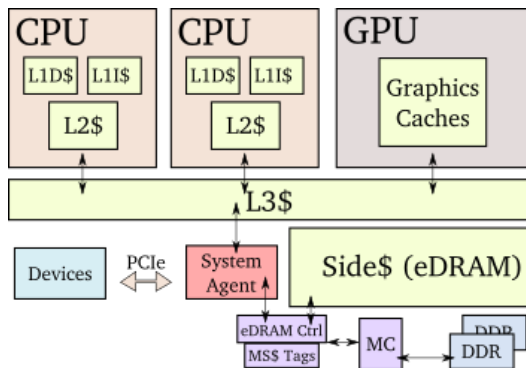 CPU
L1D$
L1I$
L2$
CPU
L1D$
L1I$
L2$
GPU
Graphics
Caches
L3$
Devices
PCIe
System
Agent
Side$ (eDRAM)
eDRAM Ctrl
MS$ Tags
MC
DDR
DDR